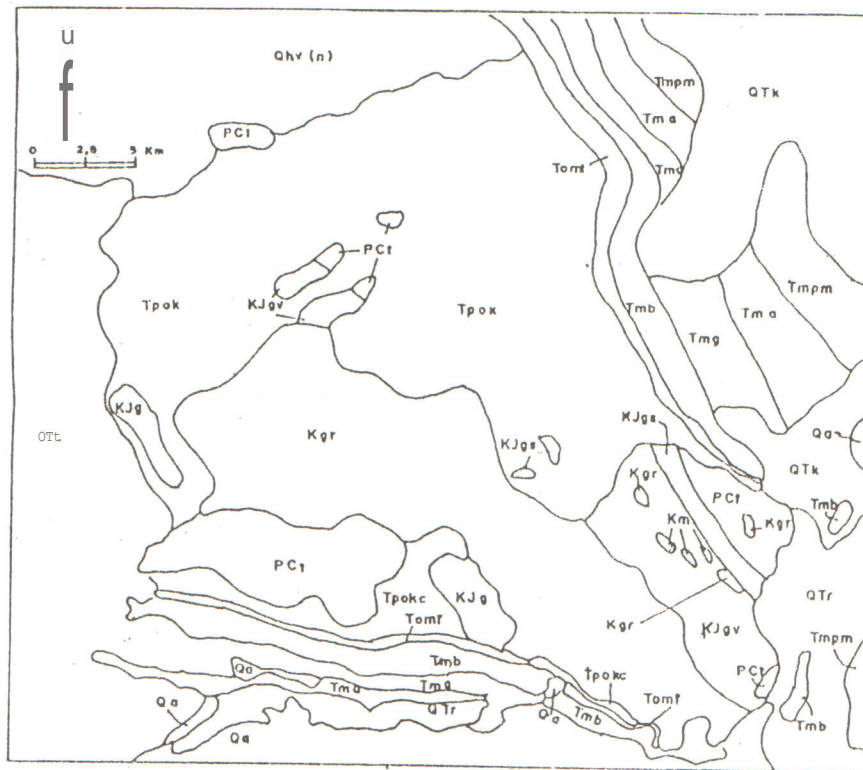 ü
f
0 2,5 5 Km
Qhv (n)
PCt
Tmpm
QTk
Tma
Tomt
PCt
Tpok
KJgv
Tpok
Tmb
Tmg
Tma
Tmpm
KJg
OTt
Kgr
KJgs
KJgs
Kgr
PCt
Qa
QTk
Tmb
Km
Kgr
PCt
Tpokc
KJg
Tomt
Kgr
KJgv
QTr
Tmpm
Tmb
Tpokc
PCt
Qa
Tma
Tmg
Qa
QTr
Qa
Tmb
Tomt
Tmb
Qa